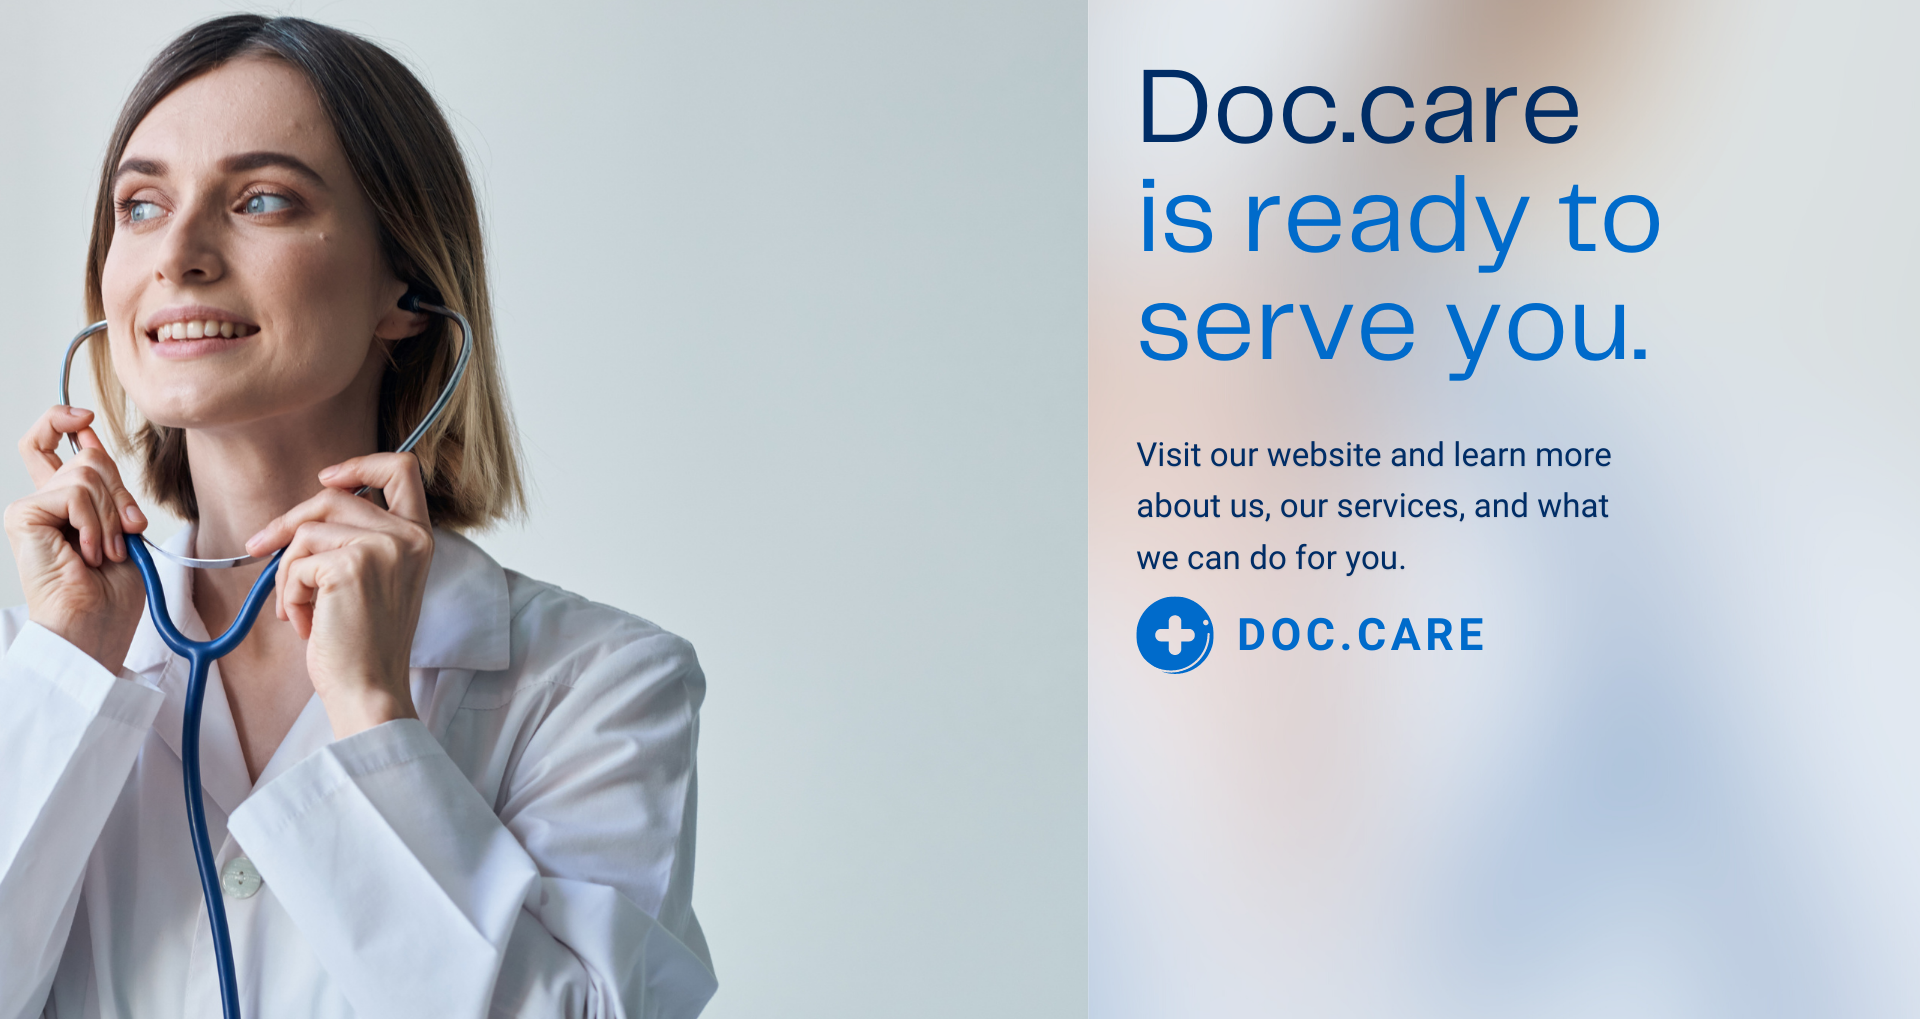 Doc.care
is ready to
serve you.
Visit our website and learn more
about us, our services, and what
we can do for you.
DOC.CARE